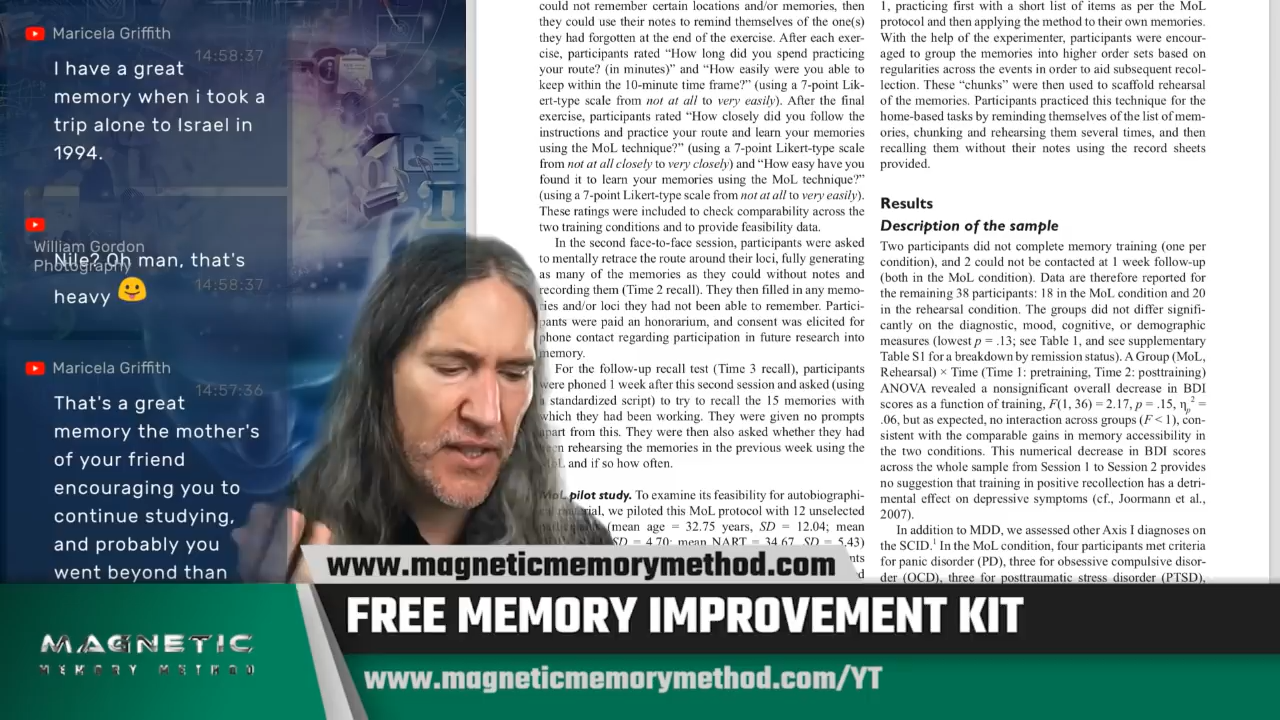 Maricela Griffith
14:58:37
I have a great
memory when i took a
trip alone to Israel in
1994.
William Gordon
Photography
Nile? Oh man, that's
heavy 😛
14:58:37
Maricela Griffith
14:57:36
That's a great
memory the mother's
of your friend
encouraging you to
continue studying,
and probably you
went beyond than
could not remember certain locations and/or memories, then
they could use their notes to remind themselves of the one(s)
they had forgotten at the end of the exercise. After each exer-
cise, participants rated “How long did you spend practicing
your route? (in minutes)” and “How easily were you able to
keep within the 10-minute time frame?” (using a 7-point Lik-
ert-type scale from not at all to very easily). After the final
exercise, participants rated “How closely did you follow the
instructions and practice your route and learn your memories
using the MoL technique?” (using a 7-point Likert-type scale
from not at all closely to very closely) and “How easy have you
found it to learn your memories using the MoL technique?”
(using a 7-point Likert-type scale from not at all to very easily).
These ratings were included to check comparability across the
two training conditions and to provide feasibility data.
In the second face-to-face session, participants were asked
to mentally retrace the route around their loci, fully generating
as many of the memories as they could without notes and
recording them (Time 2 recall). They then filled in any memo-
ries and/or loci they had not been able to remember. Partici-
pants were paid an honorarium, and consent was elicited for
phone contact regarding participation in future research into
memory.
For the follow-up recall test (Time 3 recall), participants
were phoned 1 week after this second session and asked (using
a standardized script) to try to recall the 15 memories with
which they had been working. They were given no prompts
apart from this. They were then also asked whether they had
been rehearsing the memories in the previous week using the
MoL and if so how often.
MoL pilot study. To examine its feasibility for autobiographi-
material, we piloted this MoL protocol with 12 unselected
(mean age = 32.75 years, SD = 12.04; mean
SD = 4.70; mean NART = 34.67, SD = 5.43)
1, practicing first with a short list of items as per the MoL
protocol and then applying the method to their own memories.
With the help of the experimenter, participants were encour-
aged to group the memories into higher order sets based on
regularities across the events in order to aid subsequent recol-
lection. These “chunks” were then used to scaffold rehearsal
of the memories. Participants practiced this technique for the
home-based tasks by reminding themselves of the list of mem-
ories, chunking and rehearsing them several times, and then
recalling them without their notes using the record sheets
provided.
Results
Description of the sample
Two participants did not complete memory training (one per
condition), and 2 could not be contacted at 1 week follow-up
(both in the MoL condition). Data are therefore reported for
the remaining 38 participants: 18 in the MoL condition and 20
in the rehearsal condition. The groups did not differ signifi-
cantly on the diagnostic, mood, cognitive, or demographic
measures (lowest p = .13; see Table 1, and see supplementary
Table S1 for a breakdown by remission status). A Group (MoL,
Rehearsal) × Time (Time 1: pretraining, Time 2: posttraining)
ANOVA revealed a nonsignificant overall decrease in BDI
scores as a function of training, F(1, 36) = 2.17, p = .15, ηp² =
.06, but as expected, no interaction across groups (F < 1), con-
sistent with the comparable gains in memory accessibility in
the two conditions. This numerical decrease in BDI scores
across the whole sample from Session 1 to Session 2 provides
no suggestion that training in positive recollection has a detri-
mental effect on depressive symptoms (cf., Joormann et al.,
2007).
In addition to MDD, we assessed other Axis I diagnoses on
the SCID.¹ In the MoL condition, four participants met criteria
for panic disorder (PD), three for obsessive compulsive disor-
der (OCD), three for posttraumatic stress disorder (PTSD),
www.magneticmemorymethod.com
FREE MEMORY IMPROVEMENT KIT
www.magneticmemorymethod.com/YT
MAGNETIC
MEMORY METHOD